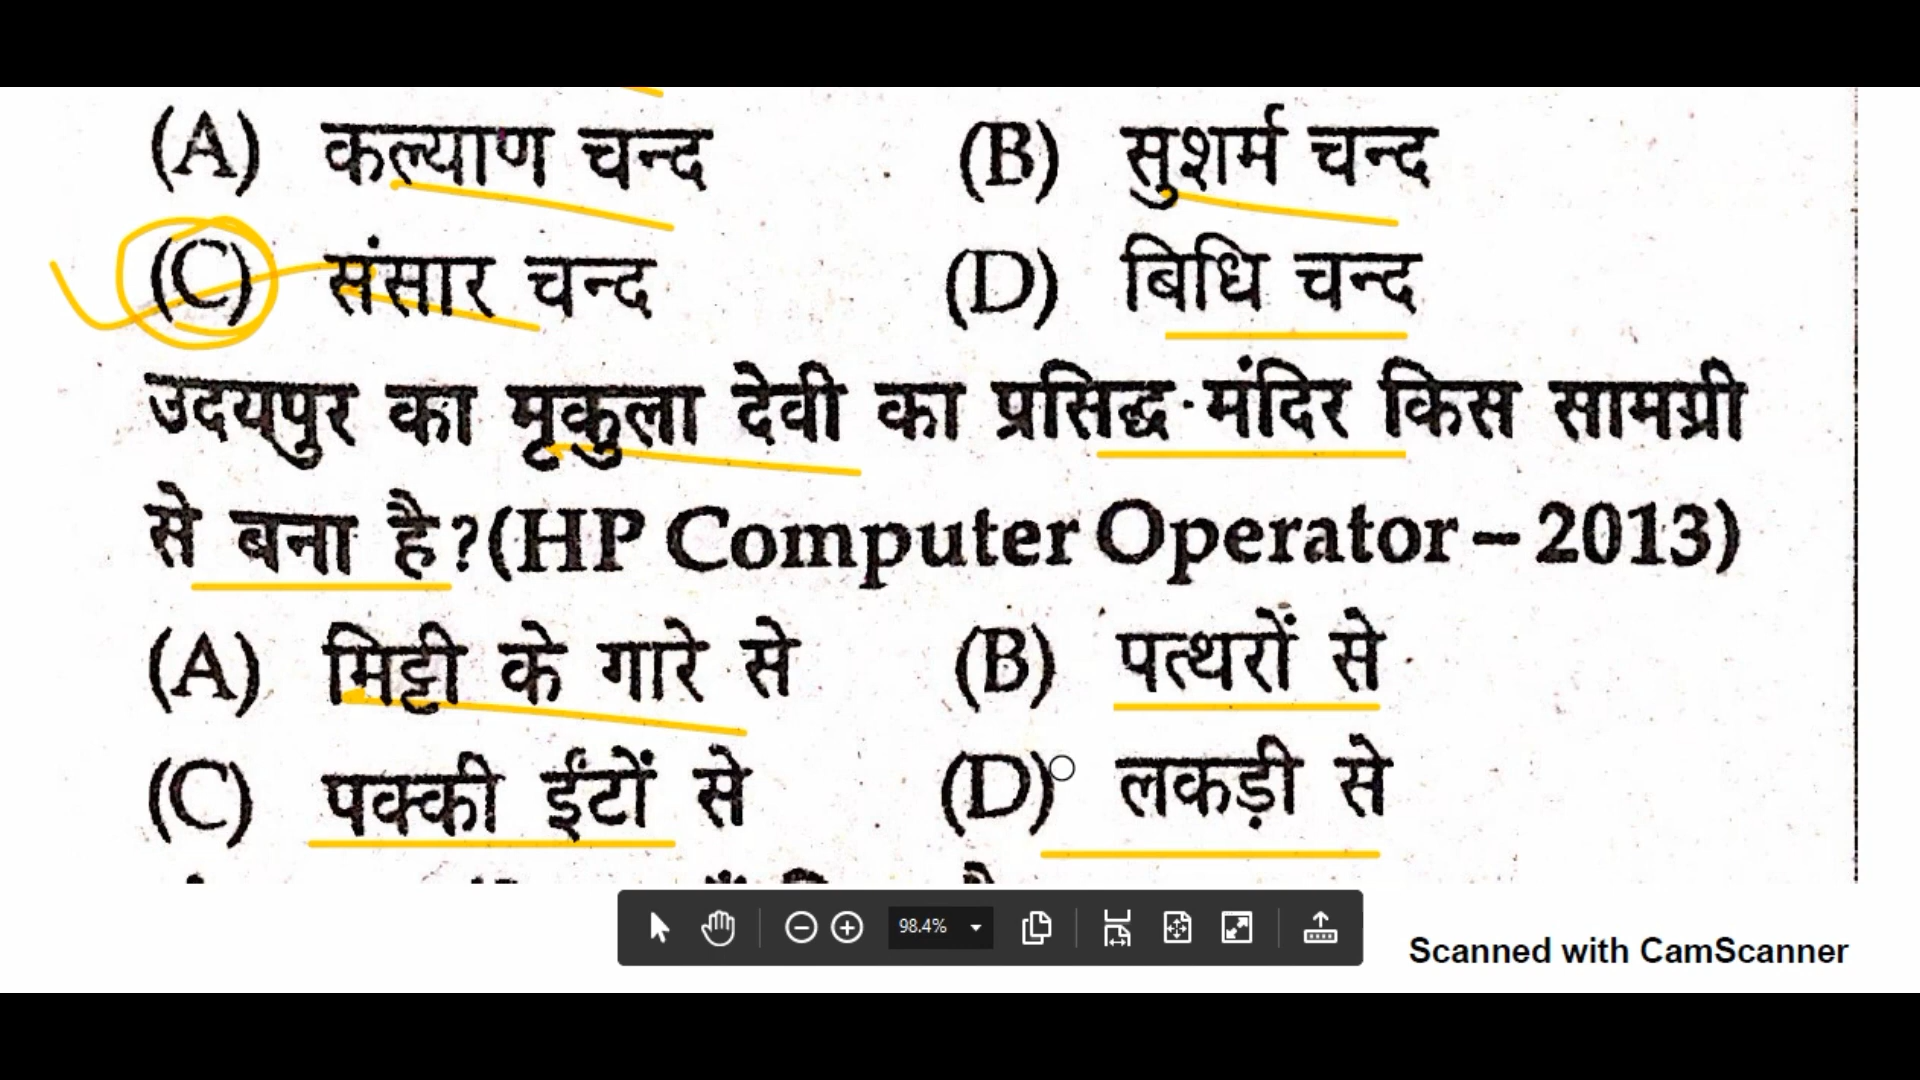 (A) कल्याण चन्द (B) सुशर्म चन्द
(C) संसार चन्द (D) बिधि चन्द
उदयपुर का मृकुला देवी का प्रसिद्ध मंदिर किस सामग्री
से बना है?(HP Computer Operator – 2013)
(A) मिट्टी के गारे से (B) पत्थरों से
(C) पक्की ईंटों से (D) लकड़ी से
98.4%
Scanned with CamScanner